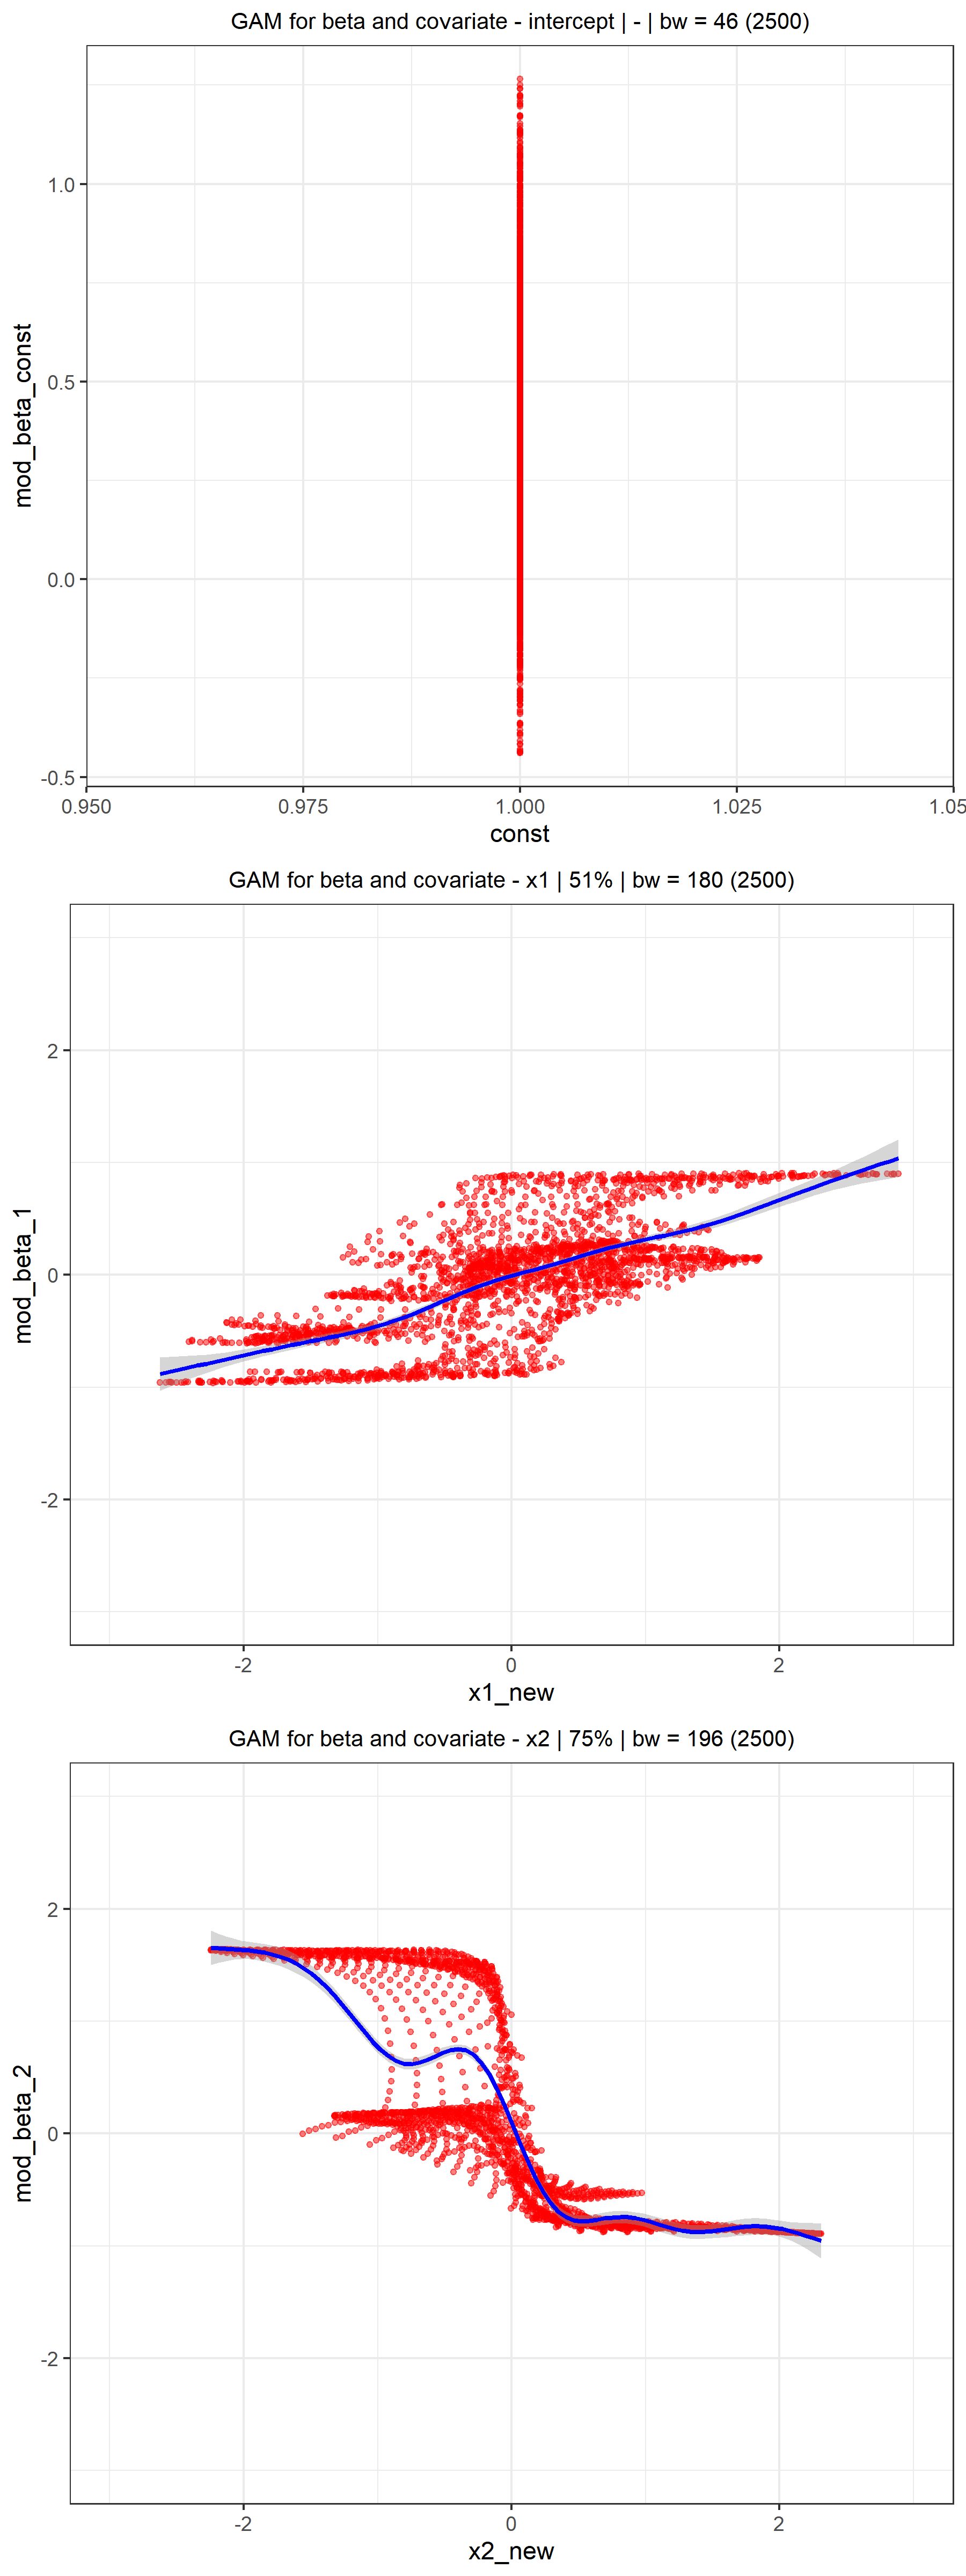 GAM for beta and covariate - intercept | - | bw = 46 (2500)
mod_beta_const
1.0
0.5
0.0
-0.5
0.950 0.975 1.000 1.025 1.05
const
GAM for beta and covariate - x1 | 51% | bw = 180 (2500)
mod_beta_1
2
0
-2
-2 0 2
x1_new
GAM for beta and covariate - x2 | 75% | bw = 196 (2500)
mod_beta_2
2
0
-2
-2 0 2
x2_new